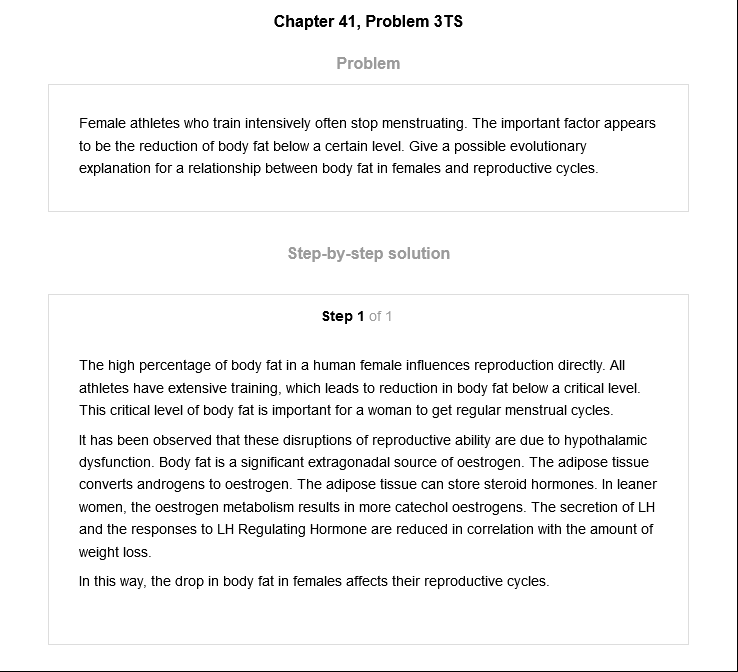 Chapter 41, Problem 3TS
Problem
Female athletes who train intensively often stop menstruating. The important factor appears
to be the reduction of body fat below a certain level. Give a possible evolutionary
explanation for a relationship between body fat in females and reproductive cycles.
Step-by-step solution
Step 1 of 1
The high percentage of body fat in a human female influences reproduction directly. All
athletes have extensive training, which leads to reduction in body fat below a critical level.
This critical level of body fat is important for a woman to get regular menstrual cycles.
It has been observed that these disruptions of reproductive ability are due to hypothalamic
dysfunction. Body fat is a significant extragonadal source of oestrogen. The adipose tissue
converts androgens to oestrogen. The adipose tissue can store steroid hormones. In leaner
women, the oestrogen metabolism results in more catechol oestrogens. The secretion of LH
and the responses to LH Regulating Hormone are reduced in correlation with the amount of
weight loss.
In this way, the drop in body fat in females affects their reproductive cycles.